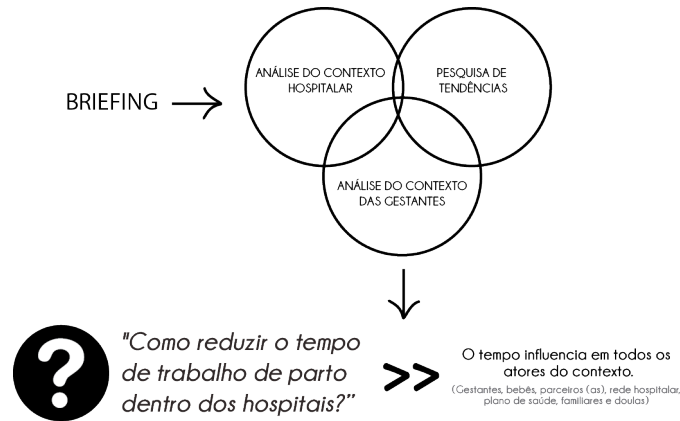 BRIEFING
ANÁLISE DO CONTEXTO
HOSPITALAR
PESQUISA DE
TENDÊNCIAS
ANÁLISE DO CONTEXTO
DAS GESTANTES
?
"Como reduzir o tempo
de trabalho de parto
dentro dos hospitais?"
>>
O tempo influencia em todos os
atores do contexto.
(Gestantes, bebês, parceiros (as), rede hospitalar,
plano de saúde, familiares e doulas)